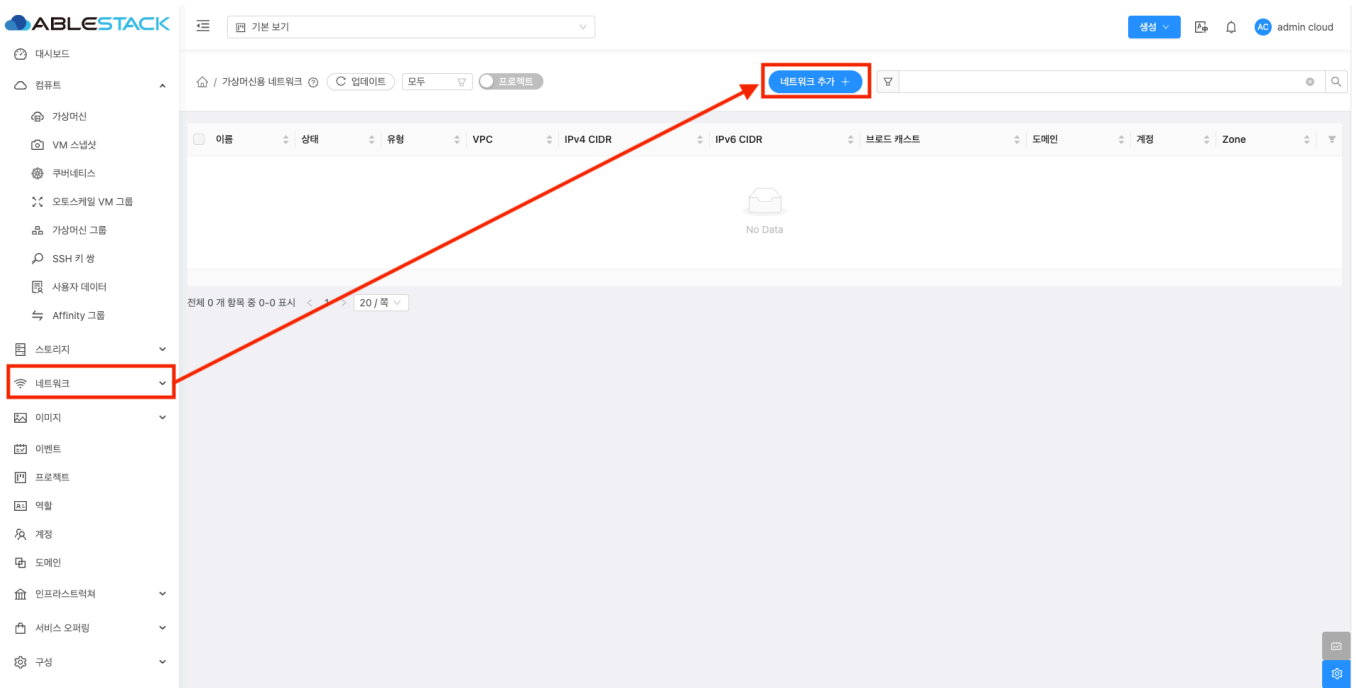 ABLESTACK
기본 보기
생성
AC admin cloud
대시보드
컴퓨트
가상머신
VM 스냅샷
쿠버네티스
오토스케일 VM 그룹
가상머신 그룹
SSH 키 쌍
사용자 데이터
Affinity 그룹
스토리지
네트워크
이미지
이벤트
프로젝트
역할
계정
도메인
인프라스트럭쳐
서비스 오퍼링
구성
/ 가상머신용 네트워크 업데이트 모두 프로젝트 네트워크 추가 +
이름 상태 유형 VPC IPv4 CIDR IPv6 CIDR 브로드 캐스트 도메인 계정 Zone
No Data
전체 0 개 항목 중 0-0 표시 < 1 > 20 / 쪽